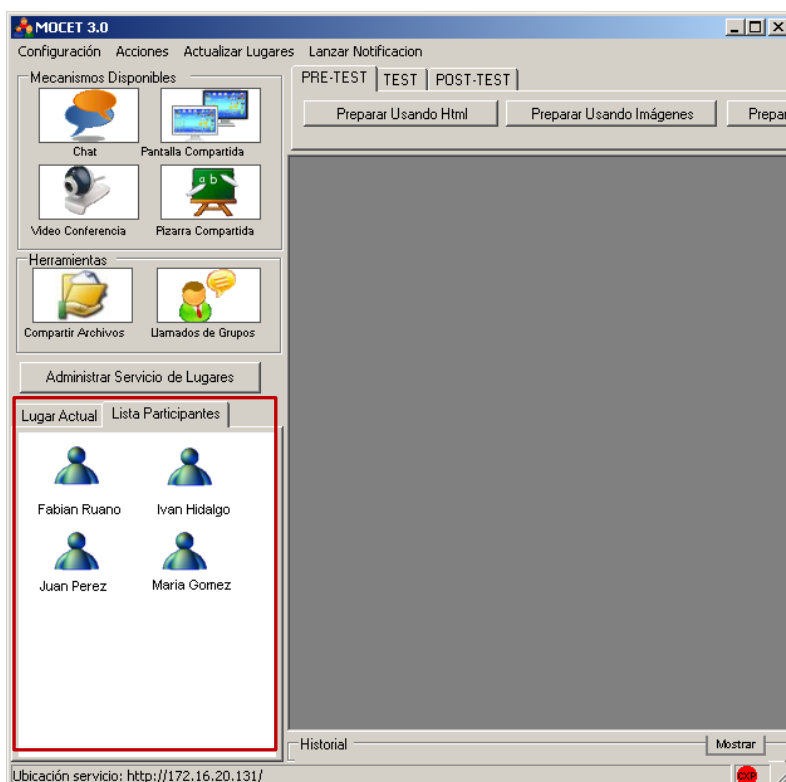 MOCET 3.0
Configuración Acciones Actualizar Lugares Lanzar Notificacion
Mecanismos Disponibles
Chat Pantalla Compartida
Video Conferencia Pizarra Compartida
Herramientas
Compartir Archivos Llamados de Grupos
Administrar Servicio de Lugares
Lugar Actual Lista Participantes
Fabian Ruano Ivan Hidalgo
Juan Perez Maria Gomez
PRE-TEST TEST POST-TEST
Preparar Usando Html Preparar Usando Imágenes Prepar
a b
Historial Mostrar
Ubicación servicio: http://172.16.20.131/
CXP